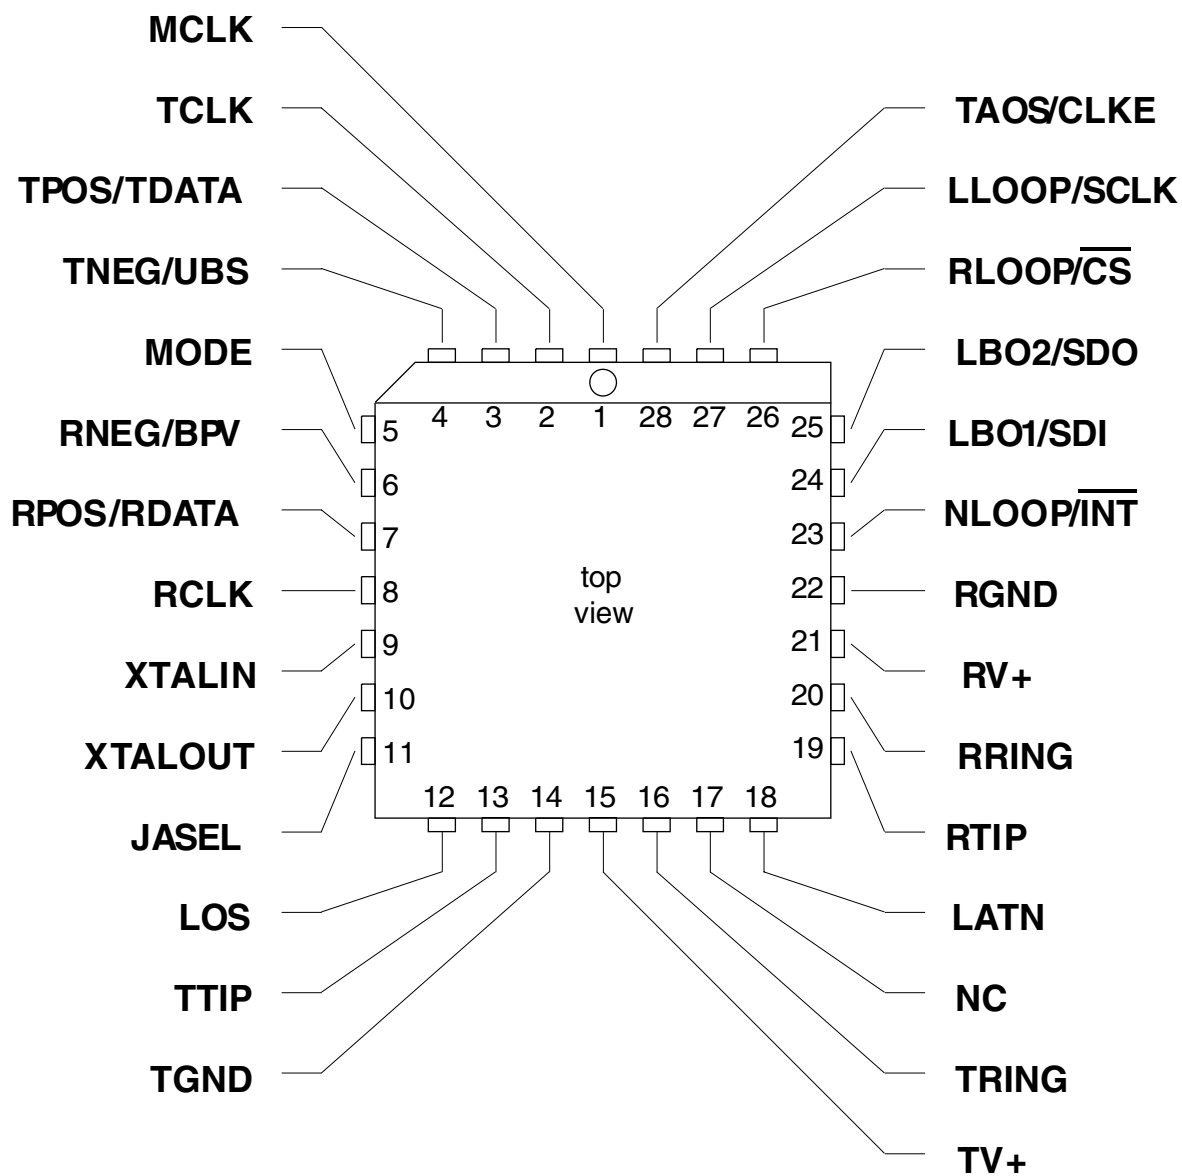 MCLK
TCLK
TPOS/TDATA
TNEG/UBS
MODE
RNEG/BPV
RPOS/RDATA
RCLK
XTALIN
XTALOUT
JASEL
LOS
TTIP
TGND
TAOS/CLKE
LLOOP/SCLK
RLOOP/C̅S̅
LBO2/SDO
LBO1/SDI
NLOOP/I̅N̅T̅
RGND
RV+
RRING
RTIP
LATN
NC
TRING
TV+
4 3 2 1 28 27 26
5
6
7
8
9
10
11
25
24
23
22
21
20
19
top
view
12 13 14 15 16 17 18